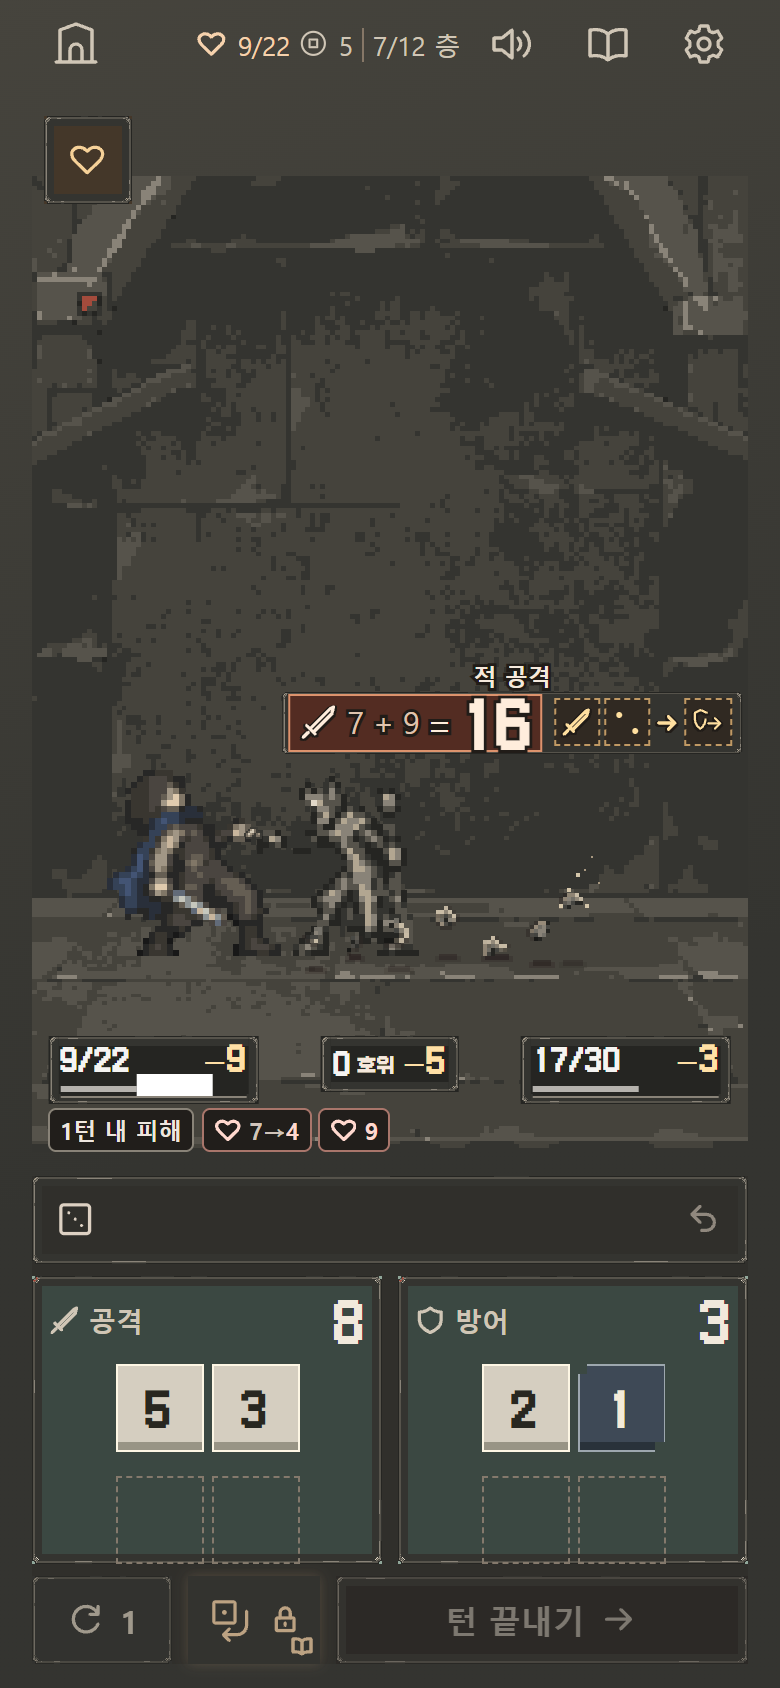 9/22 5 7/12 층
적 공격
7 + 9 = 16
9/22 –9
0 호위 –5
17/30 –3
1턴 내 피해 7→4 9
공격 8
방어 3
5 3
2 1
1 턴 끝내기 →